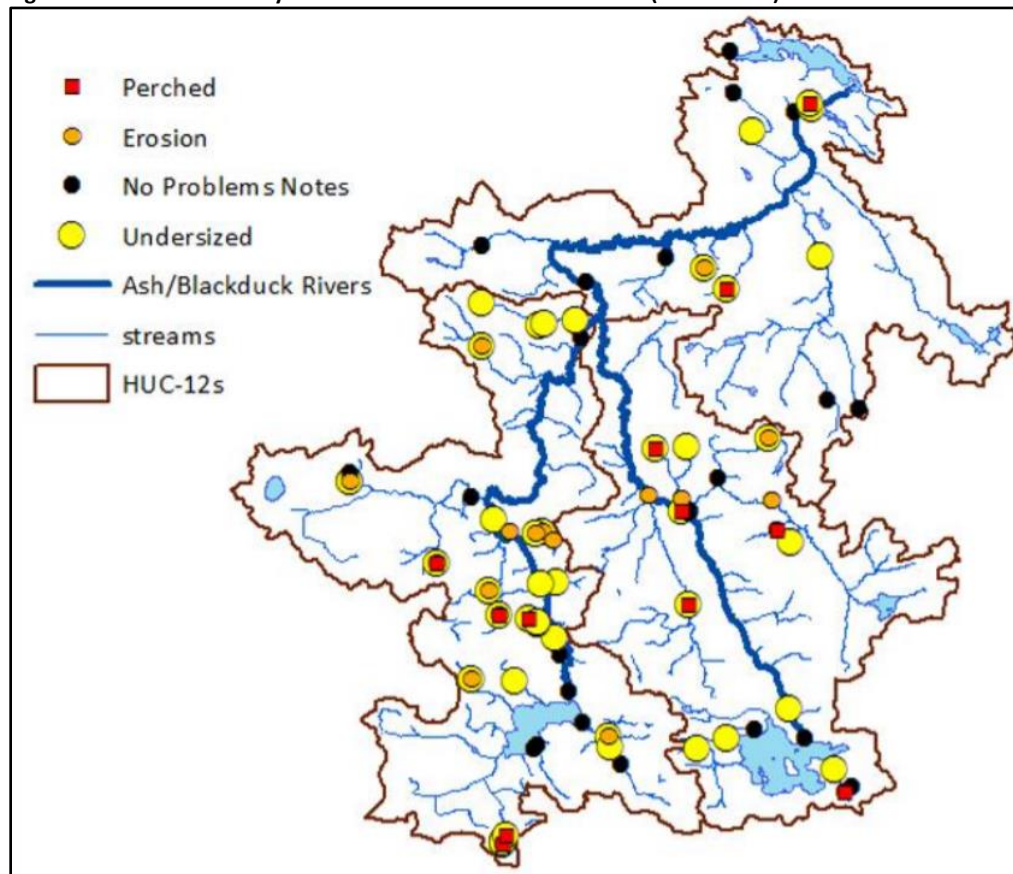 Perched
Erosion
No Problems Notes
Undersized
Ash/Blackduck Rivers
streams
HUC-12s